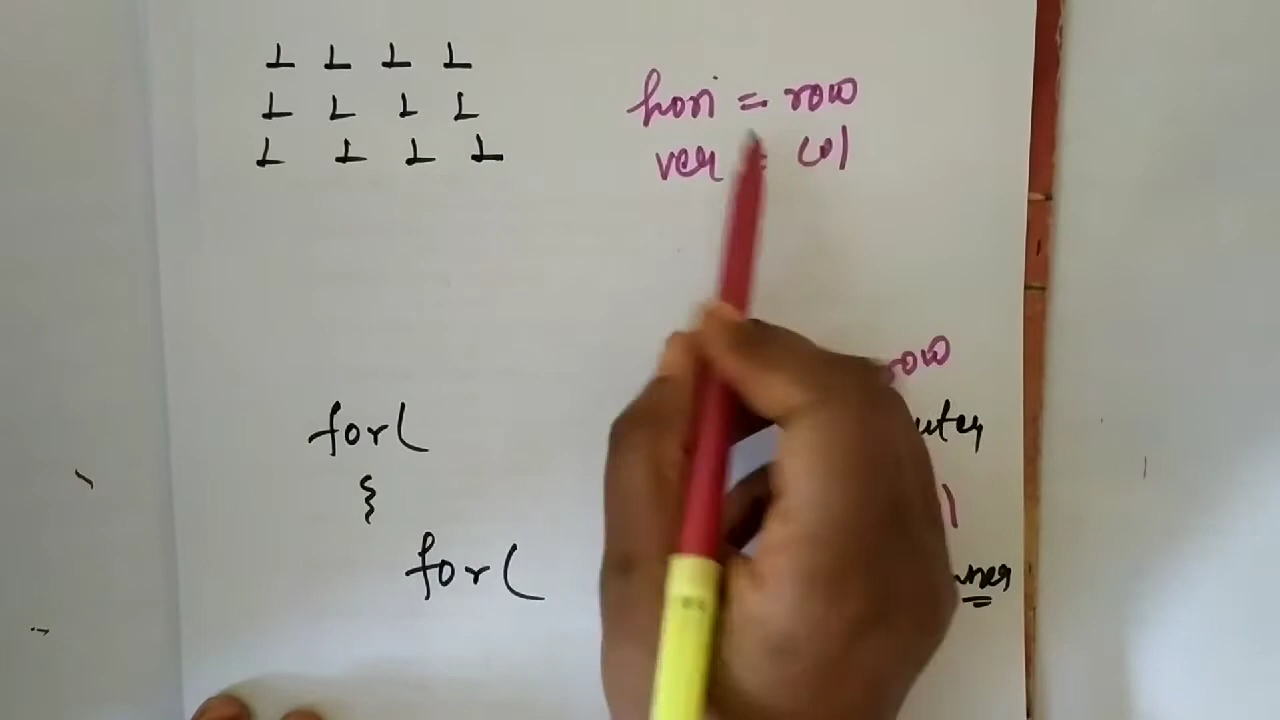 1 1 1 1
1 1 1 1
1 1 1 1
hori = row
ver = col
row
for(
{
for(